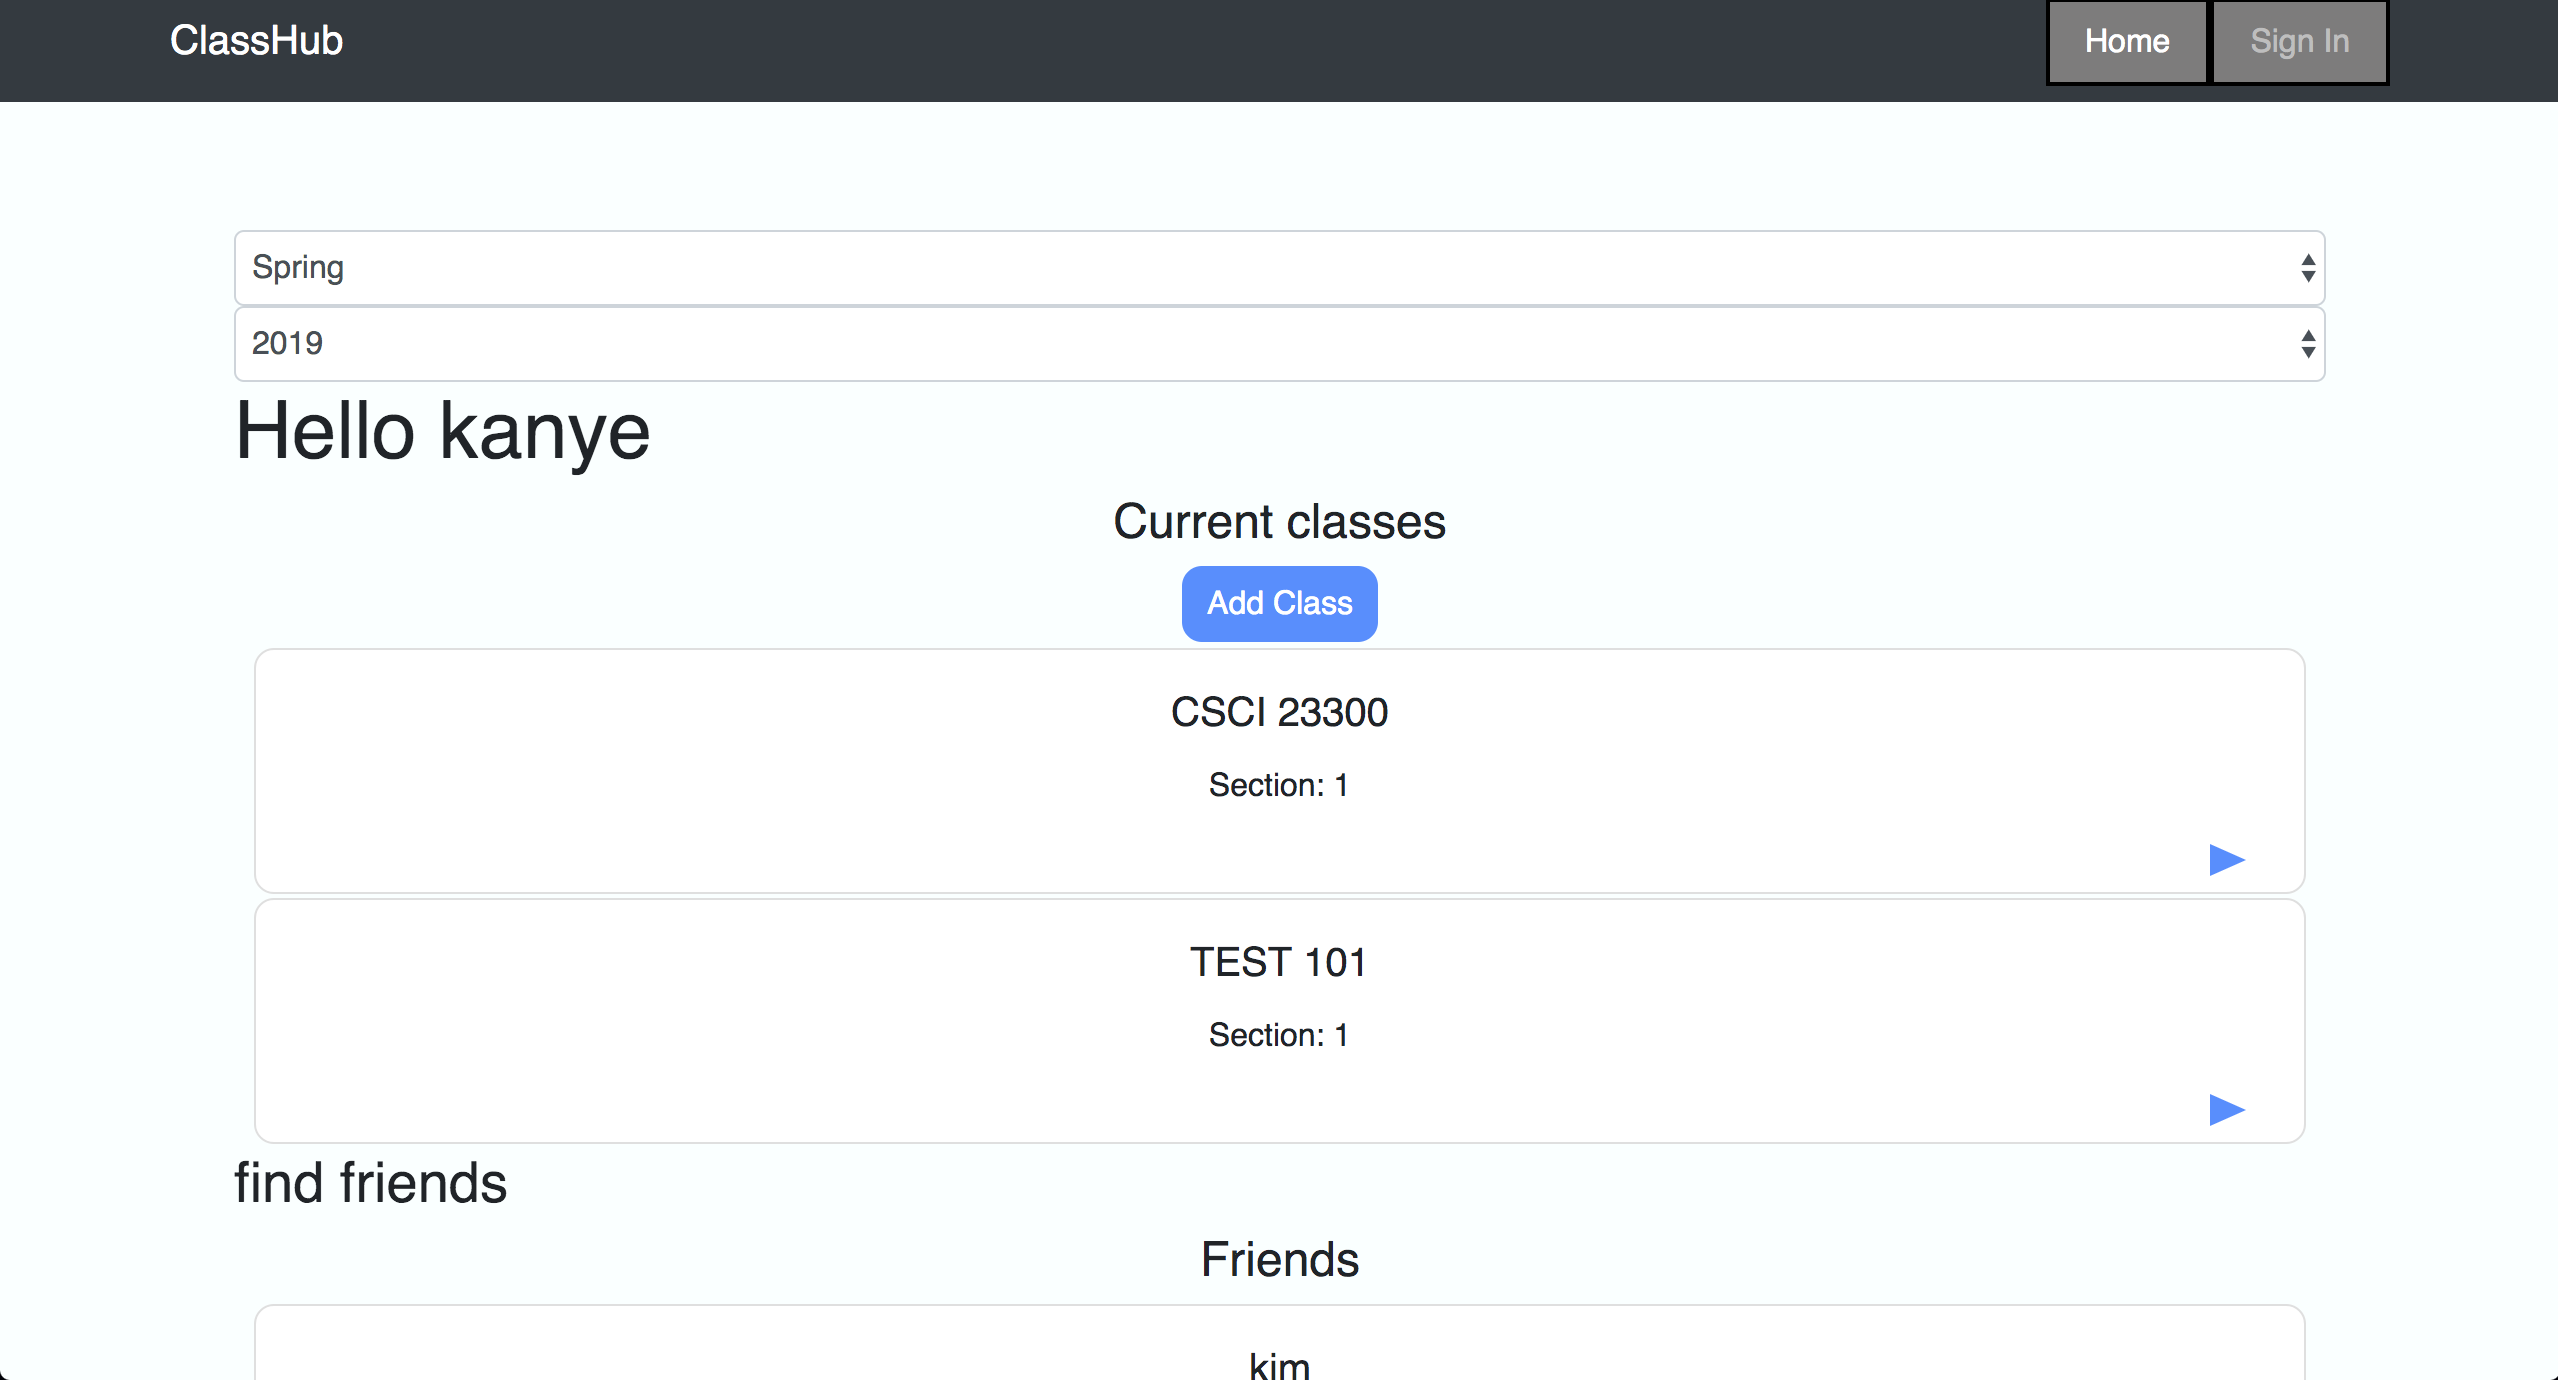 ClassHub
Home
Sign In
Spring
2019
Hello kanye
Current classes
Add Class
CSCI 23300
Section: 1
TEST 101
Section: 1
find friends
Friends
kim